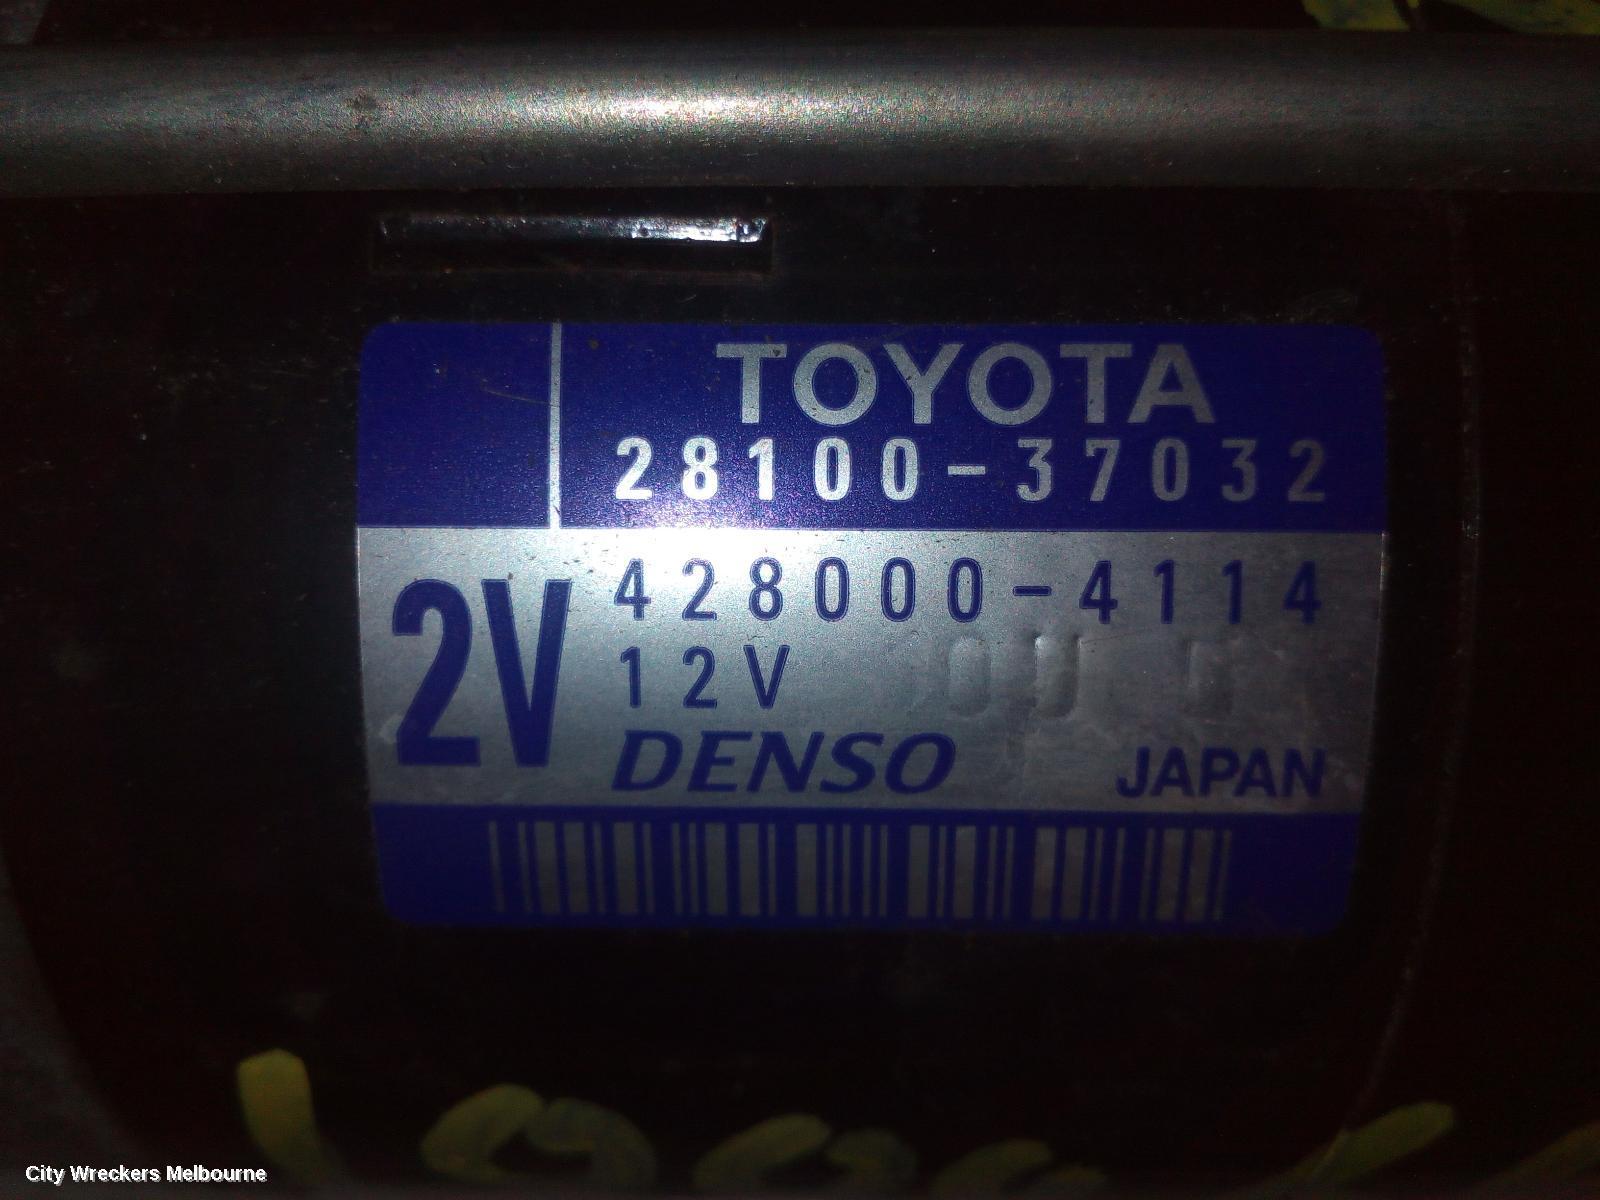 TOYOTA
28100-37032
2V
428000-4114
12V
DENSO JAPAN
City Wreckers Melbourne